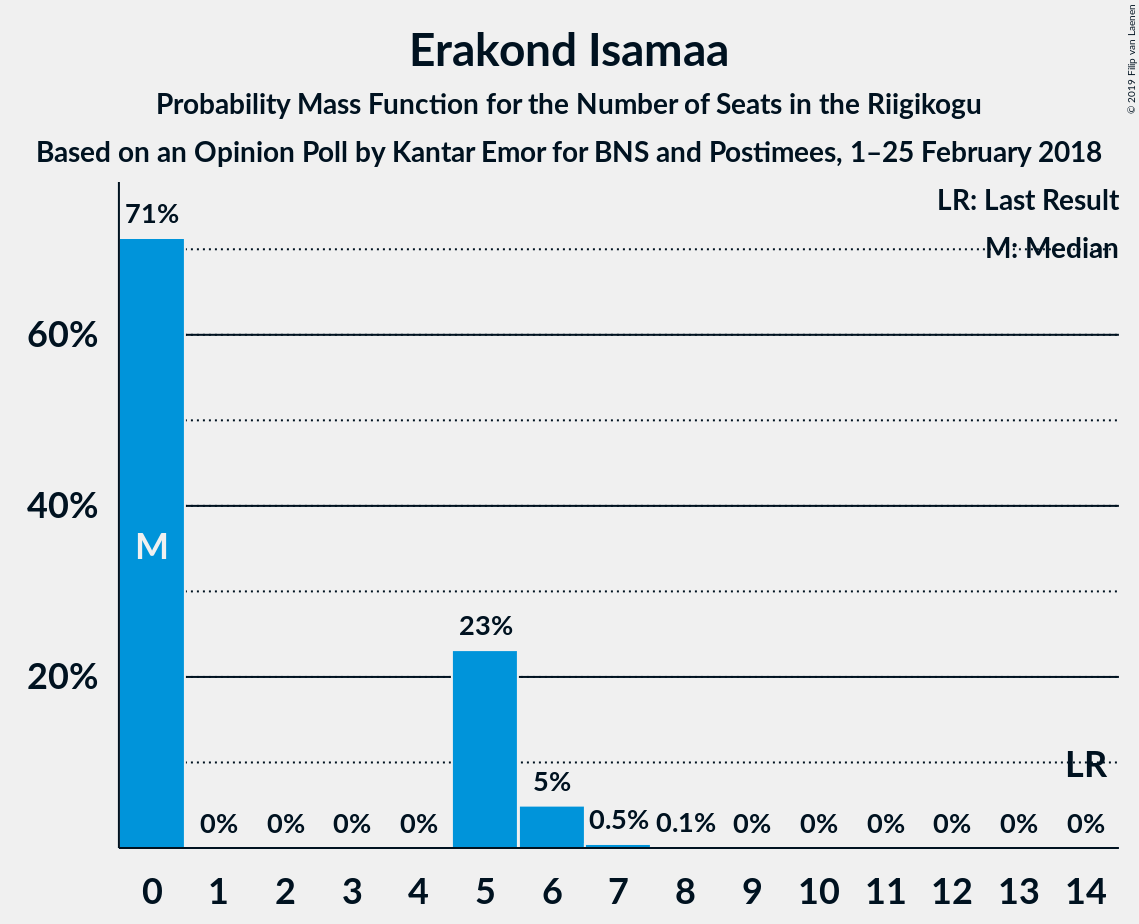 Erakond Isamaa
Probability Mass Function for the Number of Seats in the Riigikogu
Based on an Opinion Poll by Kantar Emor for BNS and Postimees, 1–25 February 2018
© 2019 Filip van Laenen
LR: Last Result
M: Median
60%
40%
20%
71%
M
0%
0%
0%
0%
23%
5%
0.5%
0.1%
0%
0%
0%
0%
0%
0%
LR
0 1 2 3 4 5 6 7 8 9 10 11 12 13 14